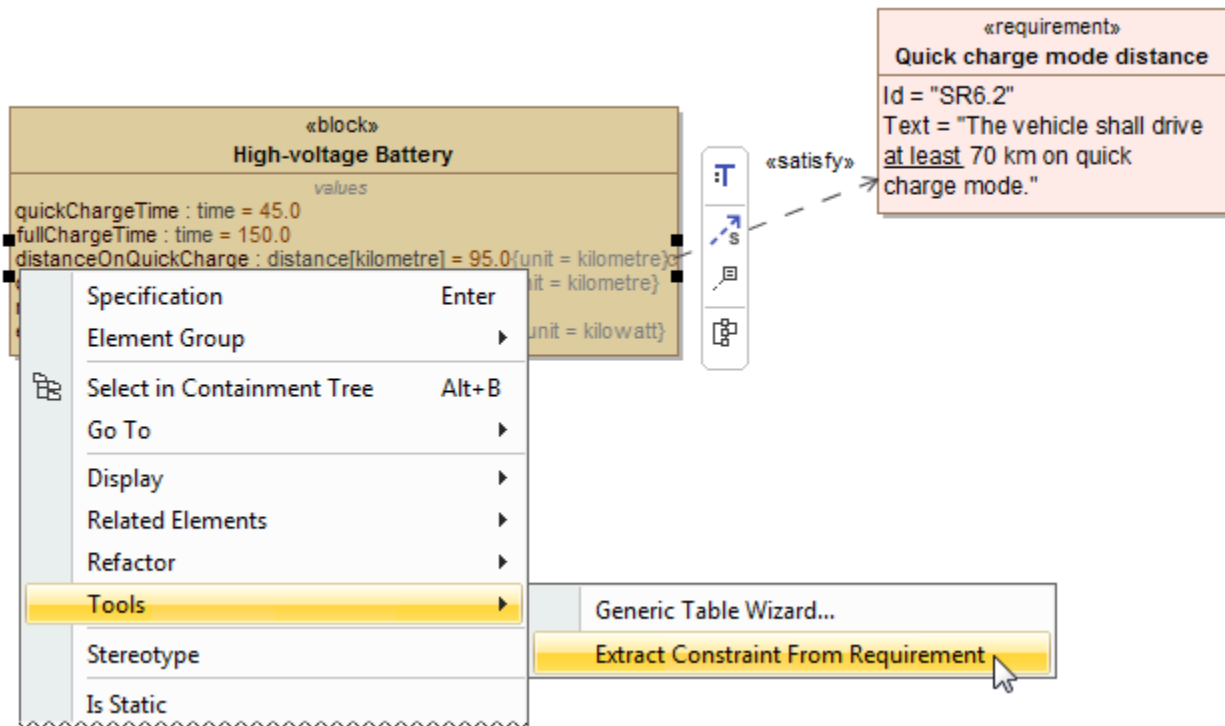 «requirement»
Quick charge mode distance
Id = "SR6.2"
Text = "The vehicle shall drive
at least 70 km on quick
charge mode."
«satisfy»
«block»
High-voltage Battery
values
quickChargeTime : time = 45.0
fullChargeTime : time = 150.0
distanceOnQuickCharge : distance[kilometre] = 95.0{unit = kilometre}
= kilometre}
= kilowatt}
:T
S
Specification Enter
Element Group
Select in Containment Tree Alt+B
Go To
Display
Related Elements
Refactor
Tools
Stereotype
Is Static
Generic Table Wizard...
Extract Constraint From Requirement